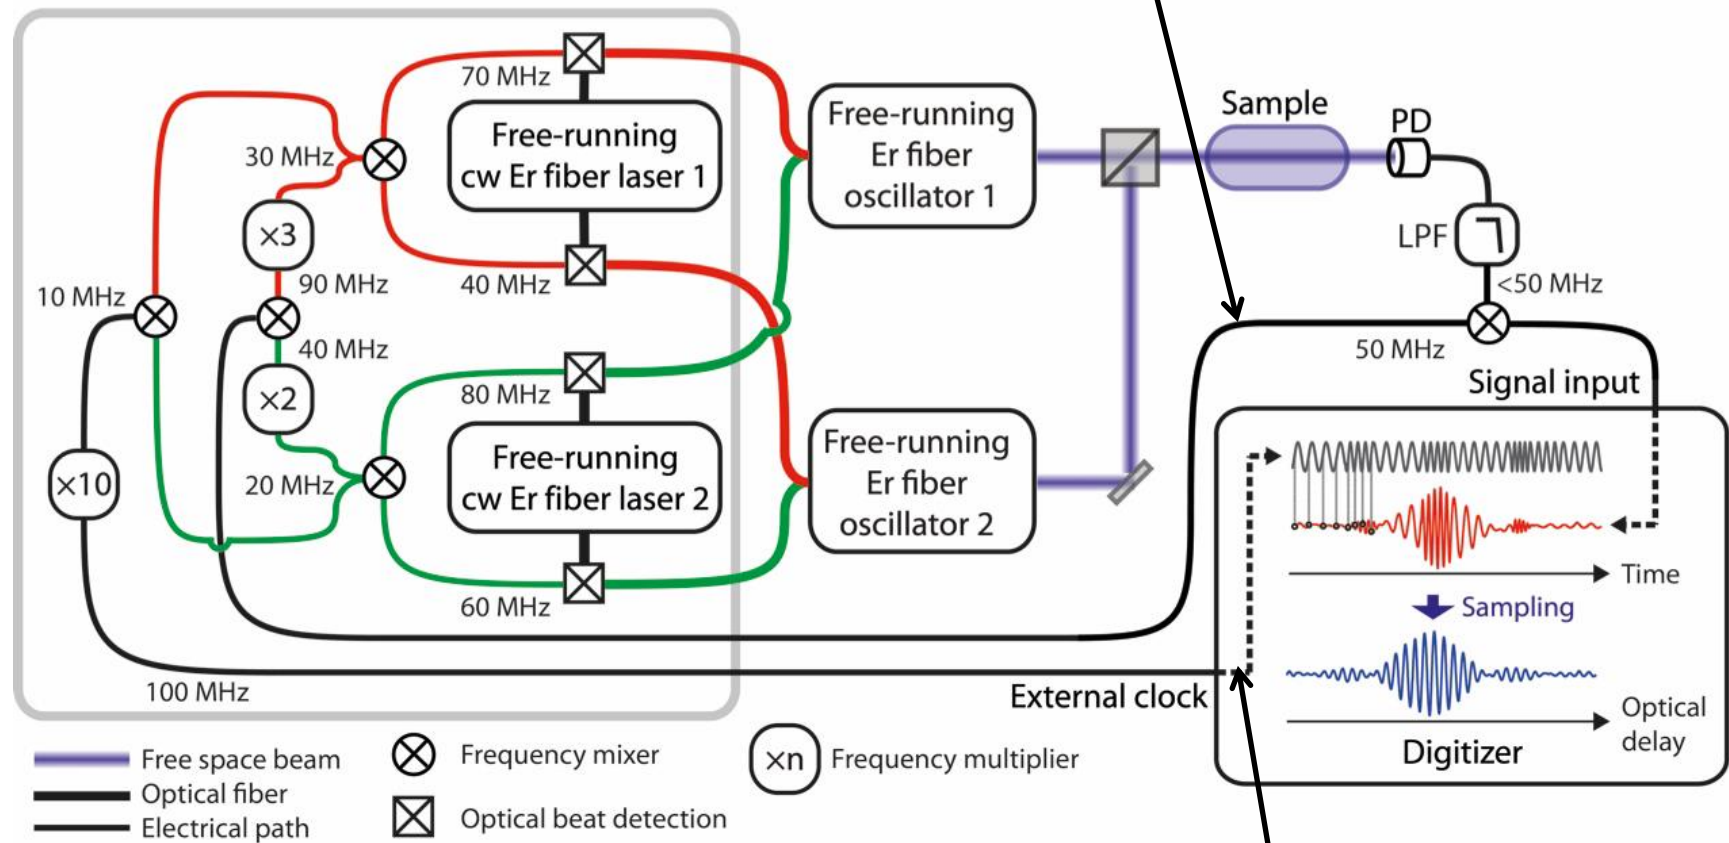 70 MHz
Free-running
cw Er fiber laser 1
40 MHz
30 MHz
×3
90 MHz
10 MHz
40 MHz
×2
20 MHz
×10
80 MHz
Free-running
cw Er fiber laser 2
60 MHz
100 MHz
Free-running
Er fiber
oscillator 1
Free-running
Er fiber
oscillator 2
Sample
PD
LPF
<50 MHz
50 MHz
Signal input
Time
Sampling
Optical
delay
Digitizer
External clock
Free space beam
Optical fiber
Electrical path
Frequency mixer
Optical beat detection
×n
Frequency multiplier